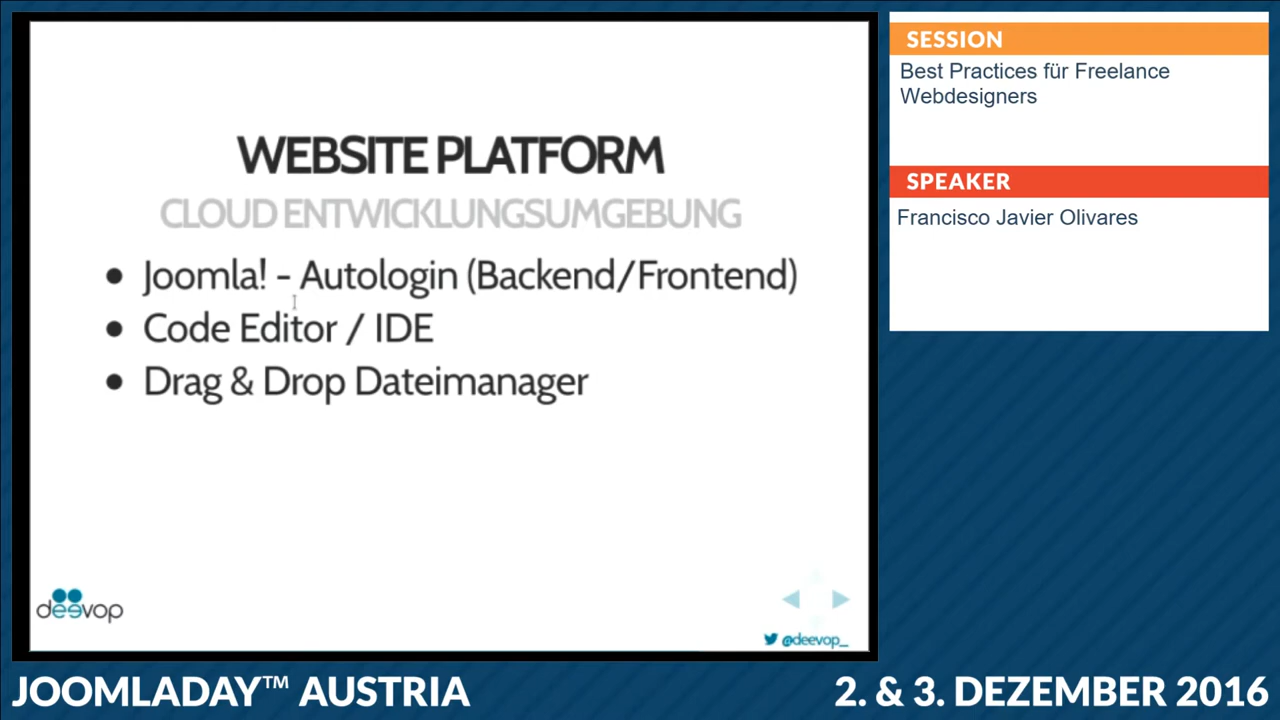 WEBSITE PLATFORM
CLOUD ENTWICKLUNGSUMGEBUNG
● Joomla! - Autologin (Backend/Frontend)
● Code Editor / IDE
● Drag & Drop Dateimanager
deevop
@deevop_
SESSION
Best Practices für Freelance
Webdesigners
SPEAKER
Francisco Javier Olivares
JOOMLADAY™ AUSTRIA
2. & 3. DEZEMBER 2016